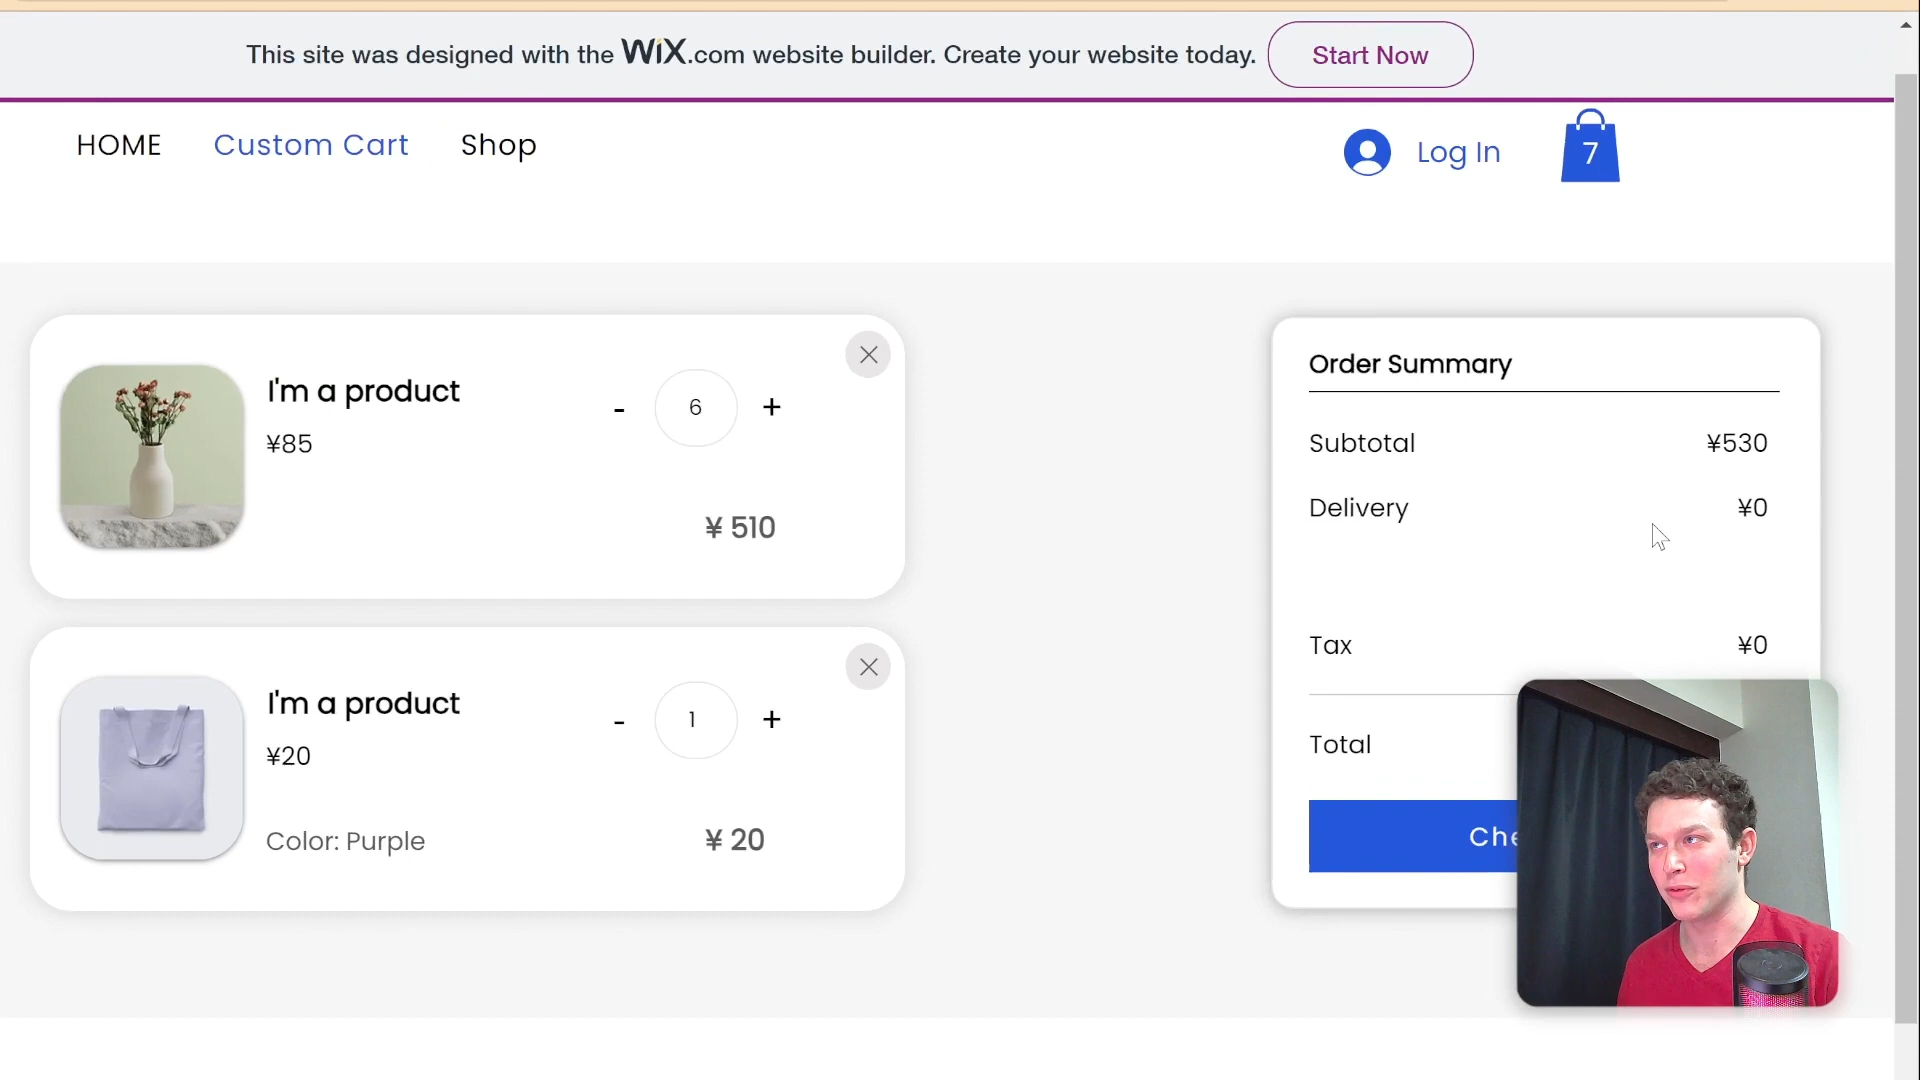 This site was designed with the WiX.com website builder. Create your website today. Start Now
HOME Custom Cart Shop Log In 7
I'm a product
¥85
- 6 +
¥ 510
I'm a product
¥20
- 1 +
Color: Purple
¥ 20
Order Summary
Subtotal ¥530
Delivery ¥0
Tax ¥0
Total
Che